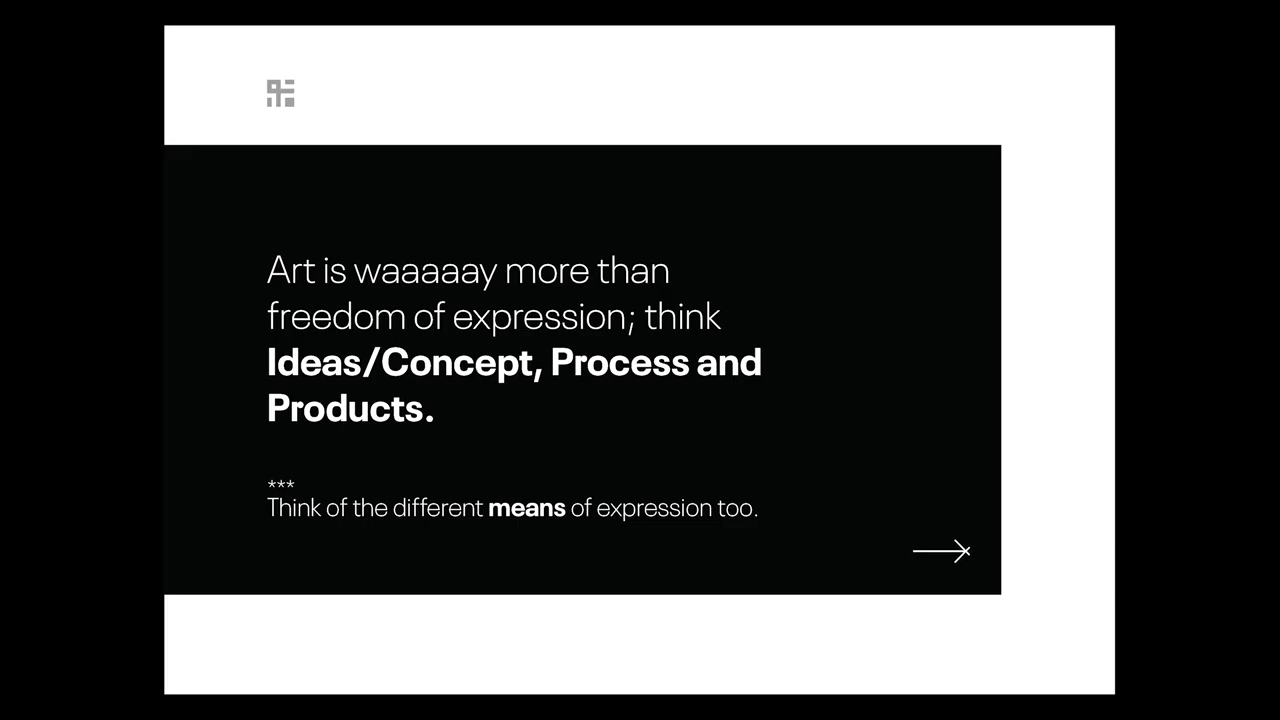 Art is waaaaay more than
freedom of expression; think
Ideas/Concept, Process and
Products.
***
Think of the different means of expression too.